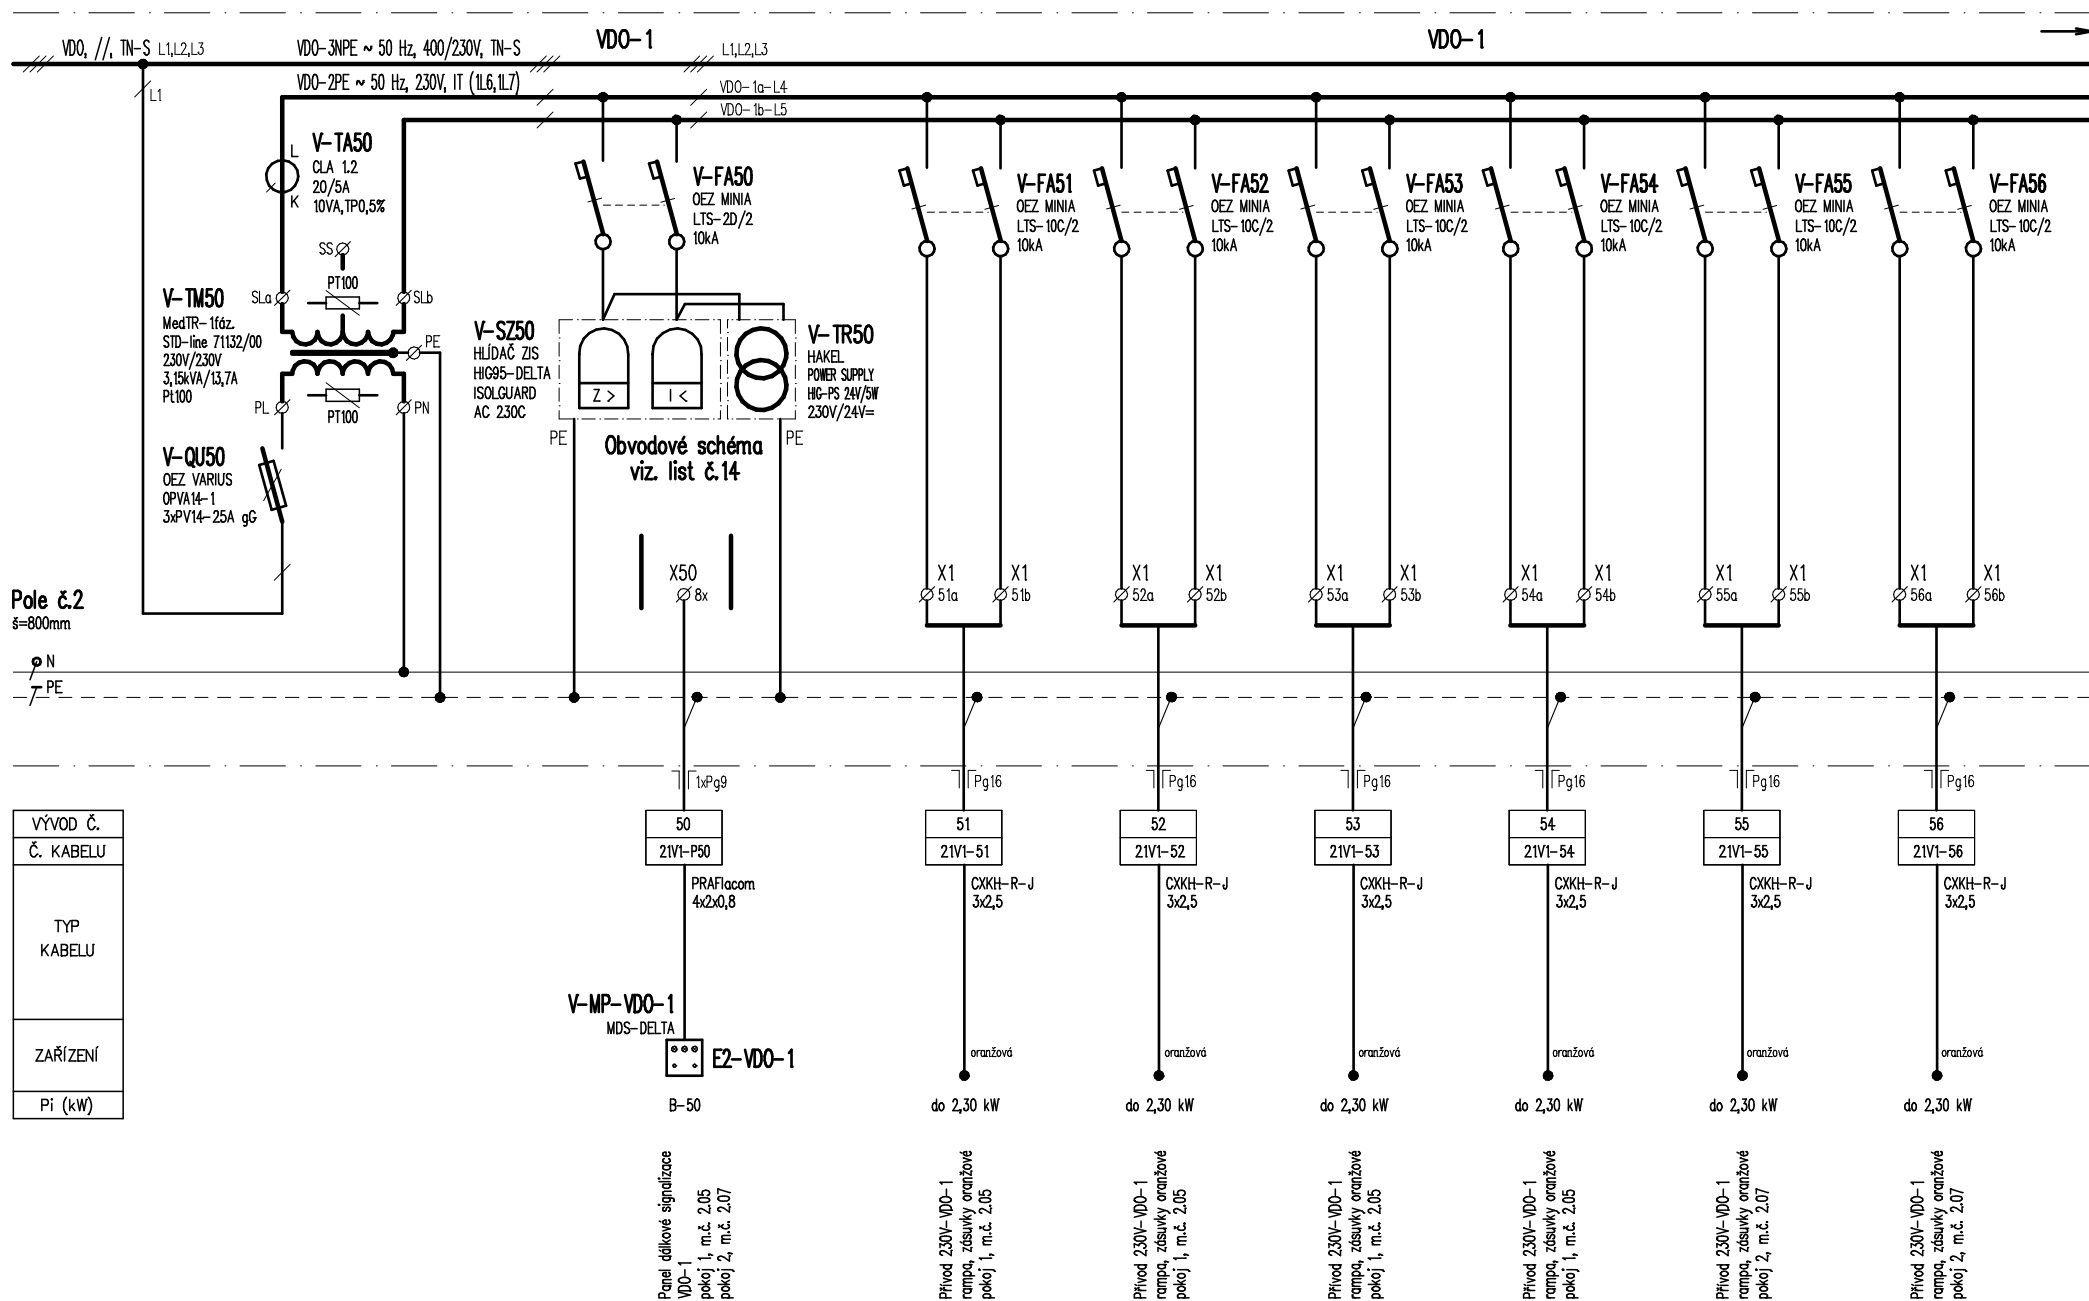 VDO, //, TN-S L1,L2,L3
VDO-3NPE ~ 50 Hz, 400/230V, TN-S
VDO-1
L1,L2,L3
VDO-1
L1
VDO-2PE ~ 50 Hz, 230V, IT (1L6,1L7)
VDO-1a-L4
VDO-1b-L5
L
K
V-TA50
CLA 1.2
20/5A
10VA,TP0,5%
SS
PT100
SLa
SLb
V-TM50
MedTR-1fáz.
STD-line 71132/00
230V/230V
3,15kVA/13,7A
Pt100
PE
PL
PN
PT100
V-QU50
OEZ VARIUS
OPVA14-1
3xPV14-25A gG
V-FA50
OEZ MINIA
LTS-2D/2
10kA
V-SZ50
HLÍDAČ ZIS
HIG95-DELTA
ISOLGUARD
AC 230C
Z >
I <
V-TR50
HAKEL
POWER SUPPLY
HIG-PS 24V/5W
230V/24V=
PE
PE
Obvodové schéma
viz. list č.14
V-FA51
OEZ MINIA
LTS-10C/2
10kA
V-FA52
OEZ MINIA
LTS-10C/2
10kA
V-FA53
OEZ MINIA
LTS-10C/2
10kA
V-FA54
OEZ MINIA
LTS-10C/2
10kA
V-FA55
OEZ MINIA
LTS-10C/2
10kA
V-FA56
OEZ MINIA
LTS-10C/2
10kA
X50
8x
X1
51a
X1
51b
X1
52a
X1
52b
X1
53a
X1
53b
X1
54a
X1
54b
X1
55a
X1
55b
X1
56a
X1
56b
Pole č.2
š=800mm
N
PE
1xPg9
Pg16
Pg16
Pg16
Pg16
Pg16
Pg16
VÝVOD Č.
50
51
52
53
54
55
56
Č. KABELU
21V1-P50
21V1-51
21V1-52
21V1-53
21V1-54
21V1-55
21V1-56
TYP
KABELU
PRAFlacom
4x2x0,8
CXKH-R-J
3x2,5
CXKH-R-J
3x2,5
CXKH-R-J
3x2,5
CXKH-R-J
3x2,5
CXKH-R-J
3x2,5
CXKH-R-J
3x2,5
ZAŘÍZENÍ
V-MP-VDO-1
MDS-DELTA
E2-VDO-1
oranžová
oranžová
oranžová
oranžová
oranžová
oranžová
Pi (kW)
B-50
do 2,30 kW
do 2,30 kW
do 2,30 kW
do 2,30 kW
do 2,30 kW
do 2,30 kW
Panel dálkové signalizace
VDO-1
pokoj 1, m.č. 2.05
pokoj 2, m.č. 2.07
Přívod 230V-VDO-1
rampa, zásuvky oranžové
pokoj 1, m.č. 2.05
Přívod 230V-VDO-1
rampa, zásuvky oranžové
pokoj 1, m.č. 2.05
Přívod 230V-VDO-1
rampa, zásuvky oranžové
pokoj 1, m.č. 2.05
Přívod 230V-VDO-1
rampa, zásuvky oranžové
pokoj 1, m.č. 2.05
Přívod 230V-VDO-1
rampa, zásuvky oranžové
pokoj 2, m.č. 2.07
Přívod 230V-VDO-1
rampa, zásuvky oranžové
pokoj 2, m.č. 2.07